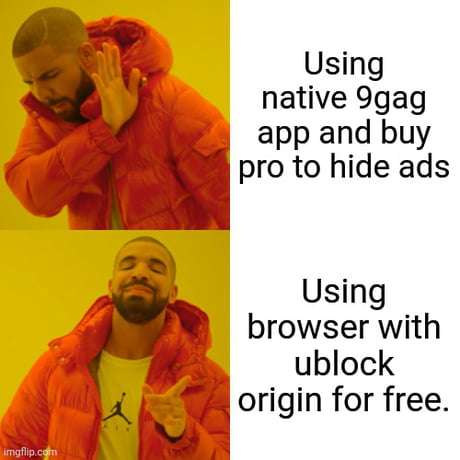 Using
native 9gag
app and buy
pro to hide ads
Using
browser with
ublock
origin for free.
imgflip.com